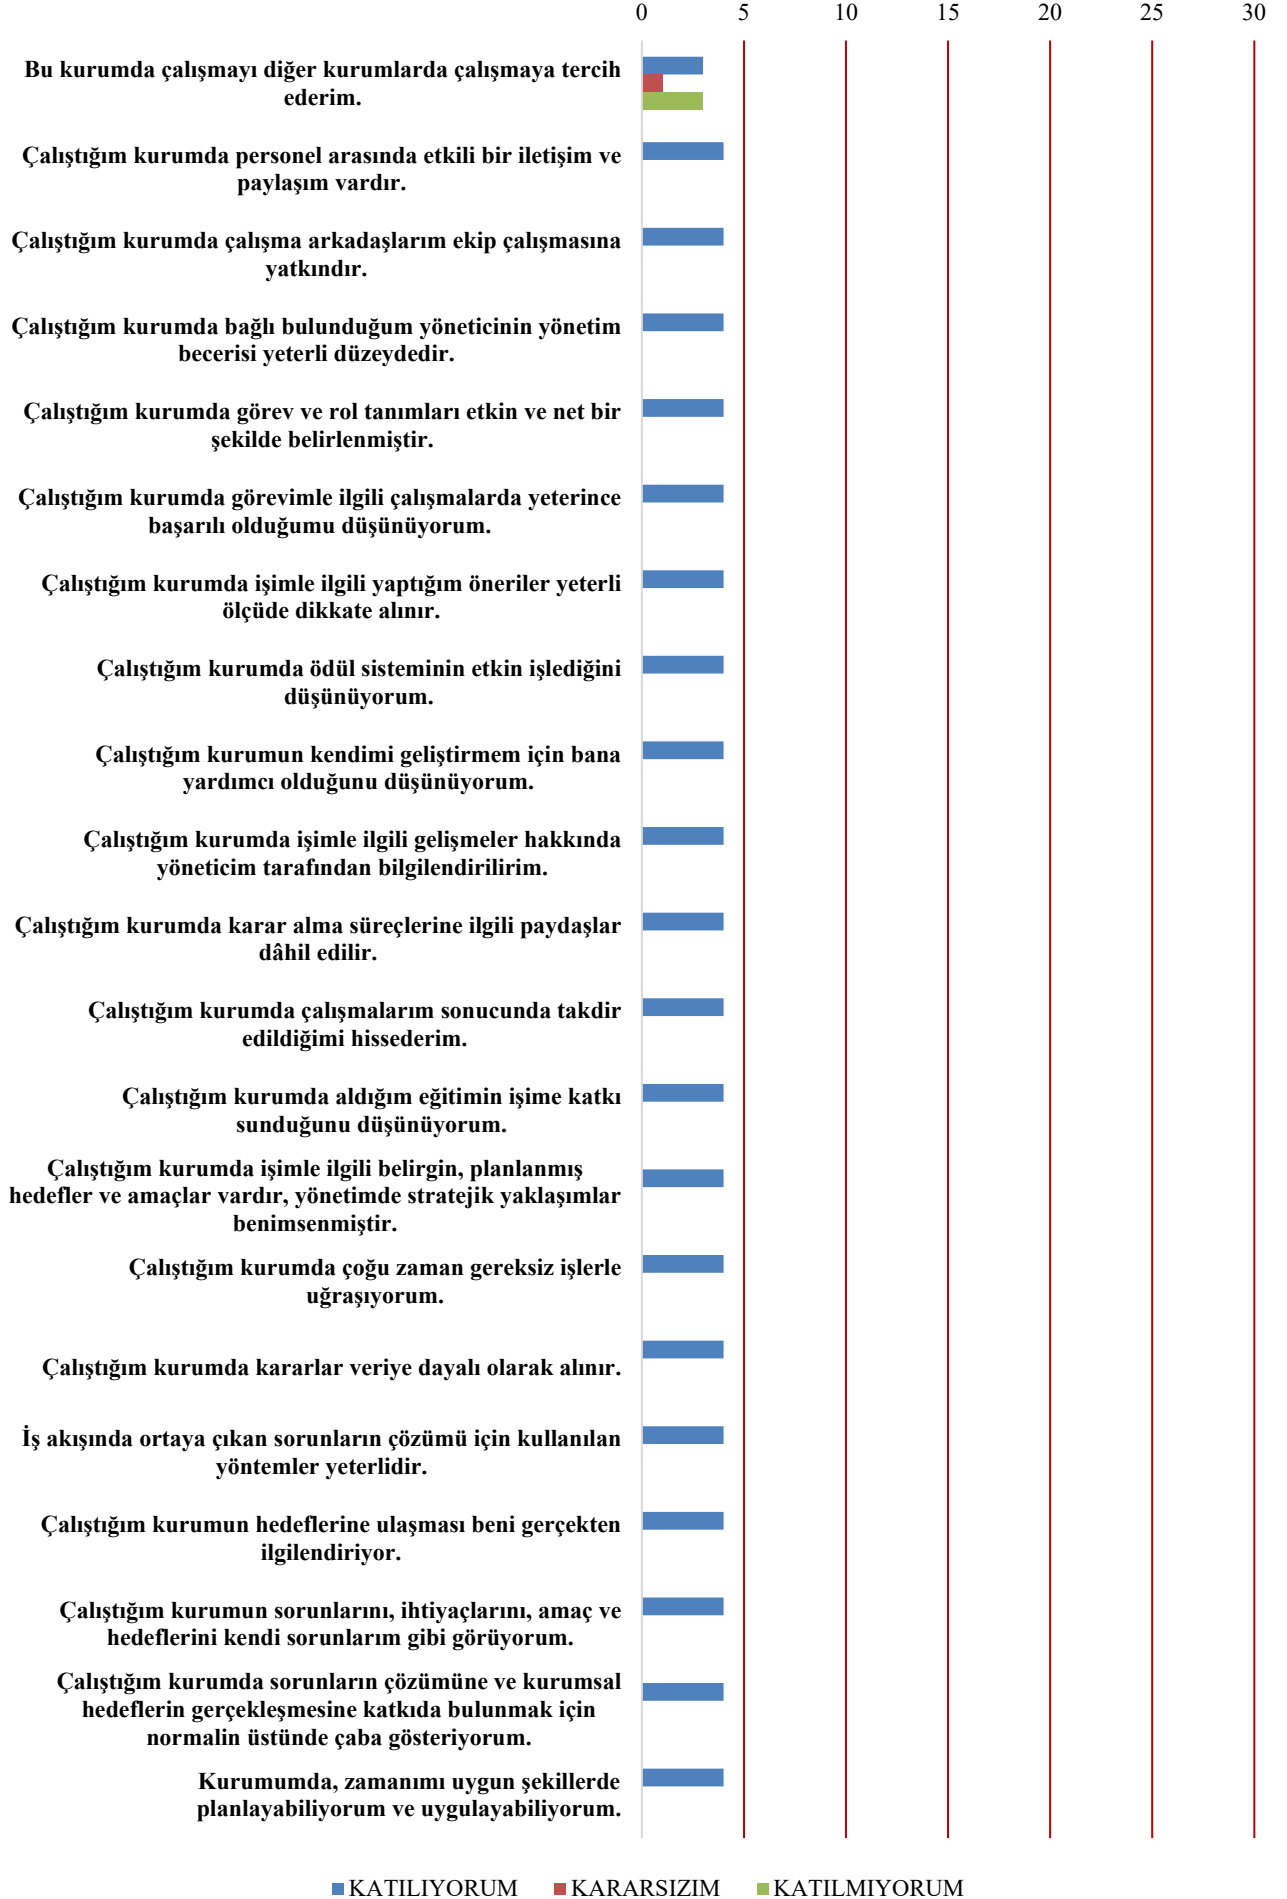 0 5 10 15 20 25 30
Bu kurumda çalışmayı diğer kurumlarda çalışmaya tercih
ederim.
Çalıştığım kurumda personel arasında etkili bir iletişim ve
paylaşım vardır.
Çalıştığım kurumda çalışma arkadaşlarım ekip çalışmasına
yatkındır.
Çalıştığım kurumda bağlı bulunduğum yöneticinin yönetim
becerisi yeterli düzeydedir.
Çalıştığım kurumda görev ve rol tanımları etkin ve net bir
şekilde belirlenmiştir.
Çalıştığım kurumda görevimle ilgili çalışmalarda yeterince
başarılı olduğumu düşünüyorum.
Çalıştığım kurumda işimle ilgili yaptığım öneriler yeterli
ölçüde dikkate alınır.
Çalıştığım kurumda ödül sisteminin etkin işlediğini
düşünüyorum.
Çalıştığım kurumun kendimi geliştirmem için bana
yardımcı olduğunu düşünüyorum.
Çalıştığım kurumda işimle ilgili gelişmeler hakkında
yöneticim tarafından bilgilendirilirim.
Çalıştığım kurumda karar alma süreçlerine ilgili paydaşlar
dâhil edilir.
Çalıştığım kurumda çalışmalarım sonucunda takdir
edildiğimi hissederim.
Çalıştığım kurumda aldığım eğitimin işime katkı
sunduğunu düşünüyorum.
Çalıştığım kurumda işimle ilgili belirgin, planlanmış
hedefler ve amaçlar vardır, yönetimde stratejik yaklaşımlar
benimsenmiştir.
Çalıştığım kurumda çoğu zaman gereksiz işlerle
uğraşıyorum.
Çalıştığım kurumda kararlar veriye dayalı olarak alınır.
İş akışında ortaya çıkan sorunların çözümü için kullanılan
yöntemler yeterlidir.
Çalıştığım kurumun hedeflerine ulaşması beni gerçekten
ilgilendiriyor.
Çalıştığım kurumun sorunlarını, ihtiyaçlarını, amaç ve
hedeflerini kendi sorunlarım gibi görüyorum.
Çalıştığım kurumda sorunların çözümüne ve kurumsal
hedeflerin gerçekleşmesine katkıda bulunmak için
normalin üstünde çaba gösteriyorum.
Kurumumda, zamanımı uygun şekillerde
planlayabiliyorum ve uygulayabiliyorum.
KATILIYORUM KARARSIZIM KATILMIYORUM